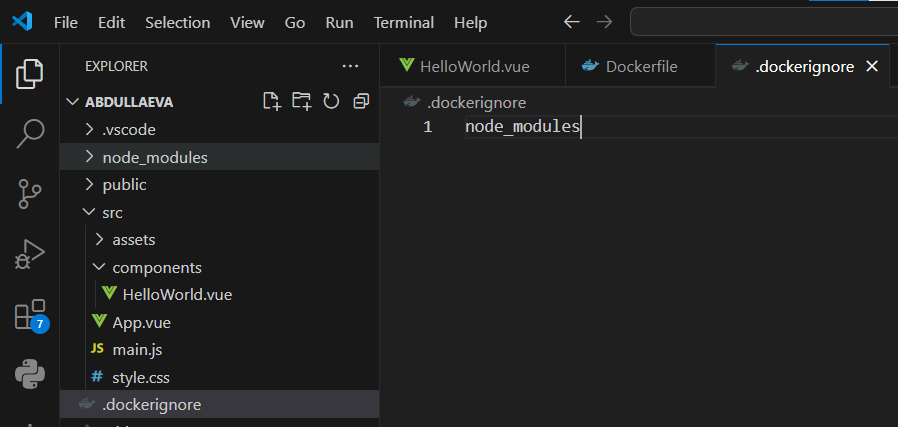 File Edit Selection View Go Run Terminal Help
EXPLORER
ABDULLAEVA
.vscode
node_modules
public
src
assets
components
HelloWorld.vue
App.vue
JS main.js
# style.css
.dockerignore
7
HelloWorld.vue Dockerfile .dockerignore
.dockerignore
1 node_modules